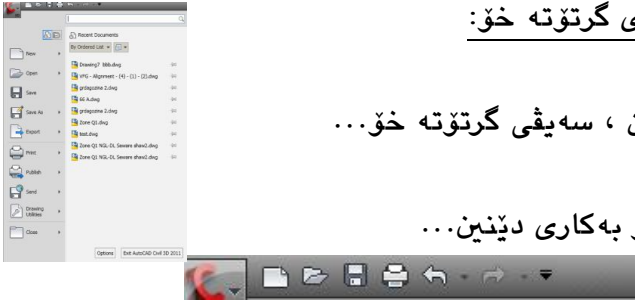 ی گرتۆتە خۆ:
، سەیڤی گرتۆتە خۆ...
بەکاری دێنین...
Recent Documents
By Ordered List
New
Open
Save
Save As
Export
Print
Publish
Send
Drawing Utilities
Close
Drawing7 bbb.dwg
VPG - Alignment - (4) - (1) - (2).dwg
grdagozina 2.dwg
66 A.dwg
grdagozina 2.dwg
Zone Q1.dwg
test.dwg
Zone Q1 NGL-DL Sewere shaw2.dwg
Zone Q1 NGL-DL Sewere shaw2.dwg
Options
Exit AutoCAD Civil 3D 2011